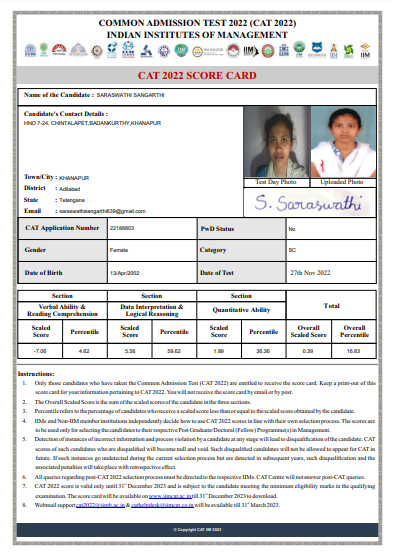 COMMON ADMISSION TEST 2022 (CAT 2022)
INDIAN INSTITUTES OF MANAGEMENT
CAT 2022 SCORE CARD
Name of the Candidate : SARASWATHI SANGARTHI
Candidate's Contact Details :
HNO 7-24, CHINTALAPET,BADANKURTHY,KHANAPUR
Town/City : KHANAPUR
District : Adilabad
State : Telangana
Email : saraswathisangarthi639@gmail.com
Test Day Photo Uploaded Photo
S. Saraswathi
CAT Application Number 22188803 PwD Status No
Gender Female Category SC
Date of Birth 13/Apr/2002 Date of Test 27th Nov 2022
Section Section Section Total
Verbal Ability & Reading Comprehension Data Interpretation & Logical Reasoning Quantitative Ability
Scaled Score Percentile Scaled Score Percentile Scaled Score Percentile Overall Scaled Score Overall Percentile
-7.06 4.62 5.56 59.62 1.89 36.36 0.39 16.83
Instructions:
1. Only those candidates who have taken the Common Admission Test (CAT 2022) are entitled to receive the score card. Keep a print-out of this
score card for your information pertaining to CAT 2022. You will not receive the score card by email or by post.
2. The Overall Scaled Score is the sum of the scaled scores of the candidate in the three sections.
3. Percentile refers to the percentage of candidates who receive a scaled score less than or equal to the scaled score obtained by the candidate.
4. IIMs and Non-IIM member institutions independently decide how to use CAT 2022 scores in line with their own selection process. The scores are
to be used only for selecting the candidates to their respective Post Graduate/Doctoral (Fellow) Programme(s) in Management.
5. Detection of instances of incorrect information and process violation by a candidate at any stage will lead to disqualification of the candidate. CAT
scores of such candidates who are disqualified will become null and void. Such disqualified candidates will not be allowed to appear for CAT in
future. If such instances go undetected during the current selection process but are detected in subsequent years, such disqualification and the
associated penalties will take place with retrospective effect.
6. All queries regarding post-CAT 2022 selection process must be directed to the respective IIMs. CAT Centre will not answer post-CAT queries.
7. CAT 2022 score is valid only until 31st December 2023 and is subject to the candidate meeting the minimum eligibility marks in the qualifying
examination. The score card will be available on www.iimcat.ac.in till 31st December 2023 to download.
8. Webmail support cat2022@iimb.ac.in & cathelpdesk@iimcat.co.in will be available till 31st March 2023.
© Copyright CAT IIM 2022